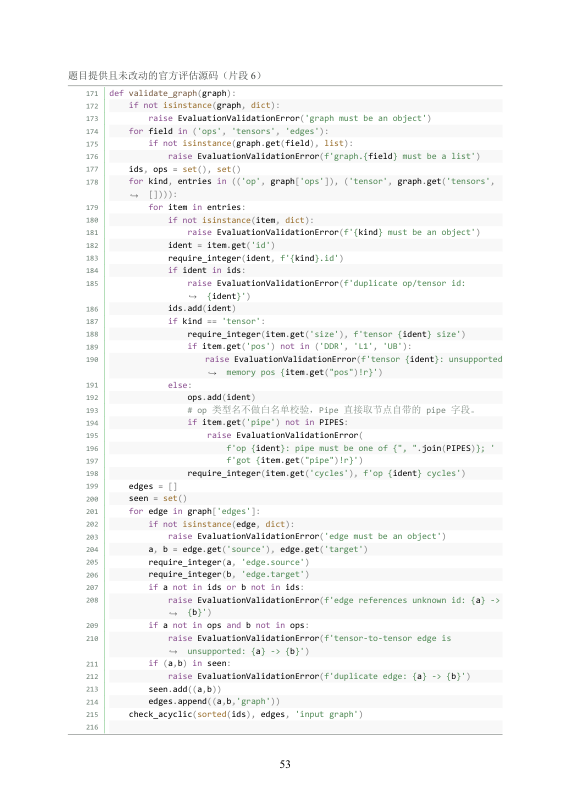 题目提供且未改动的官方评估源码（片段 6）
171 def validate_graph(graph):
172     if not isinstance(graph, dict):
173         raise EvaluationValidationError('graph must be an object')
174     for field in ('ops', 'tensors', 'edges'):
175         if not isinstance(graph.get(field), list):
176             raise EvaluationValidationError(f'graph.{field} must be a list')
177     ids, ops = set(), set()
178     for kind, entries in (('op', graph['ops']), ('tensor', graph.get('tensors',
↪ []))):
179         for item in entries:
180             if not isinstance(item, dict):
181                 raise EvaluationValidationError(f'{kind} must be an object')
182             ident = item.get('id')
183             require_integer(ident, f'{kind}.id')
184             if ident in ids:
185                 raise EvaluationValidationError(f'duplicate op/tensor id:
↪ {ident}')
186             ids.add(ident)
187             if kind == 'tensor':
188                 require_integer(item.get('size'), f'tensor {ident} size')
189                 if item.get('pos') not in ('DDR', 'L1', 'UB'):
190                     raise EvaluationValidationError(f'tensor {ident}: unsupported
↪ memory pos {item.get("pos")!r}')
191             else:
192                 ops.add(ident)
193                 # op 类型名不做白名单校验，Pipe 直接取节点自带的 pipe 字段。
194                 if item.get('pipe') not in PIPES:
195                     raise EvaluationValidationError(
196                         f'op {ident}: pipe must be one of {", ".join(PIPES)}; '
197                         f'got {item.get("pipe")!r}')
198                 require_integer(item.get('cycles'), f'op {ident} cycles')
199     edges = []
200     seen = set()
201     for edge in graph['edges']:
202         if not isinstance(edge, dict):
203             raise EvaluationValidationError('edge must be an object')
204         a, b = edge.get('source'), edge.get('target')
205         require_integer(a, 'edge.source')
206         require_integer(b, 'edge.target')
207         if a not in ids or b not in ids:
208             raise EvaluationValidationError(f'edge references unknown id: {a} ->
↪ {b}')
209         if a not in ops and b not in ops:
210             raise EvaluationValidationError(f'tensor-to-tensor edge is
↪ unsupported: {a} -> {b}')
211         if (a,b) in seen:
212             raise EvaluationValidationError(f'duplicate edge: {a} -> {b}')
213         seen.add((a,b))
214         edges.append((a,b,'graph'))
215     check_acyclic(sorted(ids), edges, 'input graph')
216
53